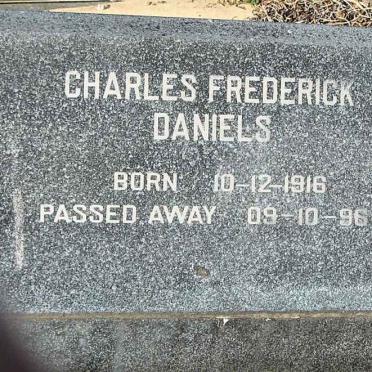 CHARLES FREDERICK
DANIELS
BORN 10-12-1916
PASSED AWAY 09-10-96